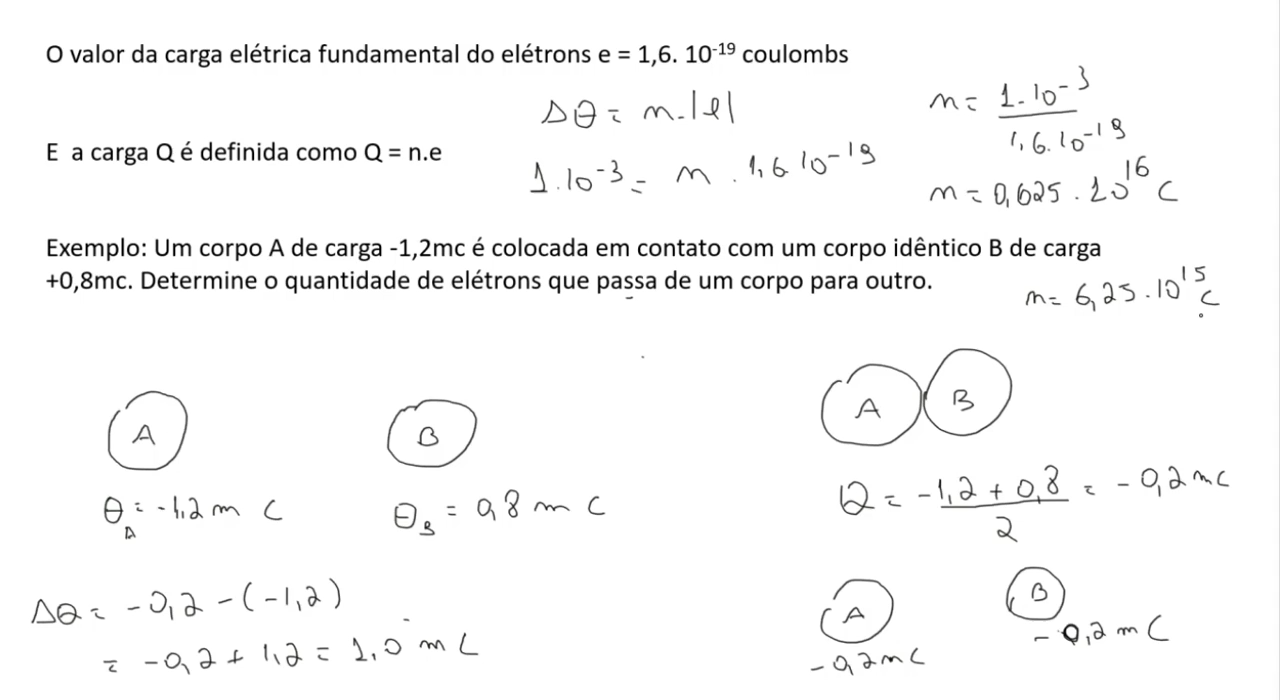 O valor da carga elétrica fundamental do elétrons e = 1,6. 10⁻¹⁹ coulombs
ΔQ = n.|e|
n = 1.10⁻³ / 1,6.10⁻¹⁹
E a carga Q é definida como Q = n.e
1.10⁻³ = n . 1,6 10⁻¹⁹
n = 0,625 . 10¹⁶ C
Exemplo: Um corpo A de carga -1,2mc é colocada em contato com um corpo idêntico B de carga
+0,8mc. Determine o quantidade de elétrons que passa de um corpo para outro.
n = 6,25 . 10¹⁵ C
A
B
A
B
Q_A = -1,2 m C
Q_B = 0,8 m C
Q = -1,2 + 0,8 / 2 = -0,2 m C
ΔQ = -0,2 - (-1,2)
= -0,2 + 1,2 = 1,0 m C
A
-0,2 m C
B
-0,2 m C